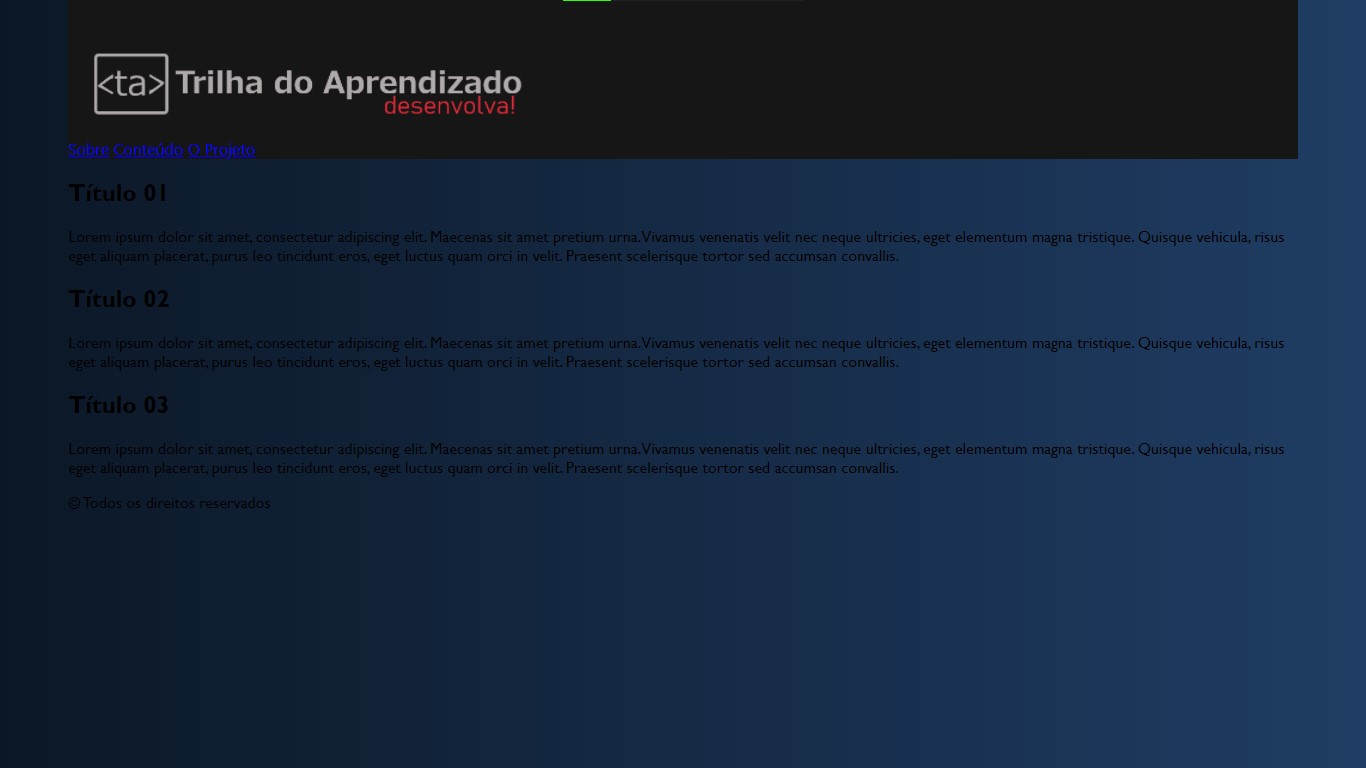 <ta> Trilha do Aprendizado
desenvolva!
Sobre Conteúdo O Projeto
Título 01
Lorem ipsum dolor sit amet, consectetur adipiscing elit. Maecenas sit amet pretium urna. Vivamus venenatis velit nec neque ultricies, eget elementum magna tristique. Quisque vehicula, risus
eget aliquam placerat, purus leo tincidunt eros, eget luctus quam orci in velit. Praesent scelerisque tortor sed accumsan convallis.
Título 02
Lorem ipsum dolor sit amet, consectetur adipiscing elit. Maecenas sit amet pretium urna. Vivamus venenatis velit nec neque ultricies, eget elementum magna tristique. Quisque vehicula, risus
eget aliquam placerat, purus leo tincidunt eros, eget luctus quam orci in velit. Praesent scelerisque tortor sed accumsan convallis.
Título 03
Lorem ipsum dolor sit amet, consectetur adipiscing elit. Maecenas sit amet pretium urna. Vivamus venenatis velit nec neque ultricies, eget elementum magna tristique. Quisque vehicula, risus
eget aliquam placerat, purus leo tincidunt eros, eget luctus quam orci in velit. Praesent scelerisque tortor sed accumsan convallis.
© Todos os direitos reservados